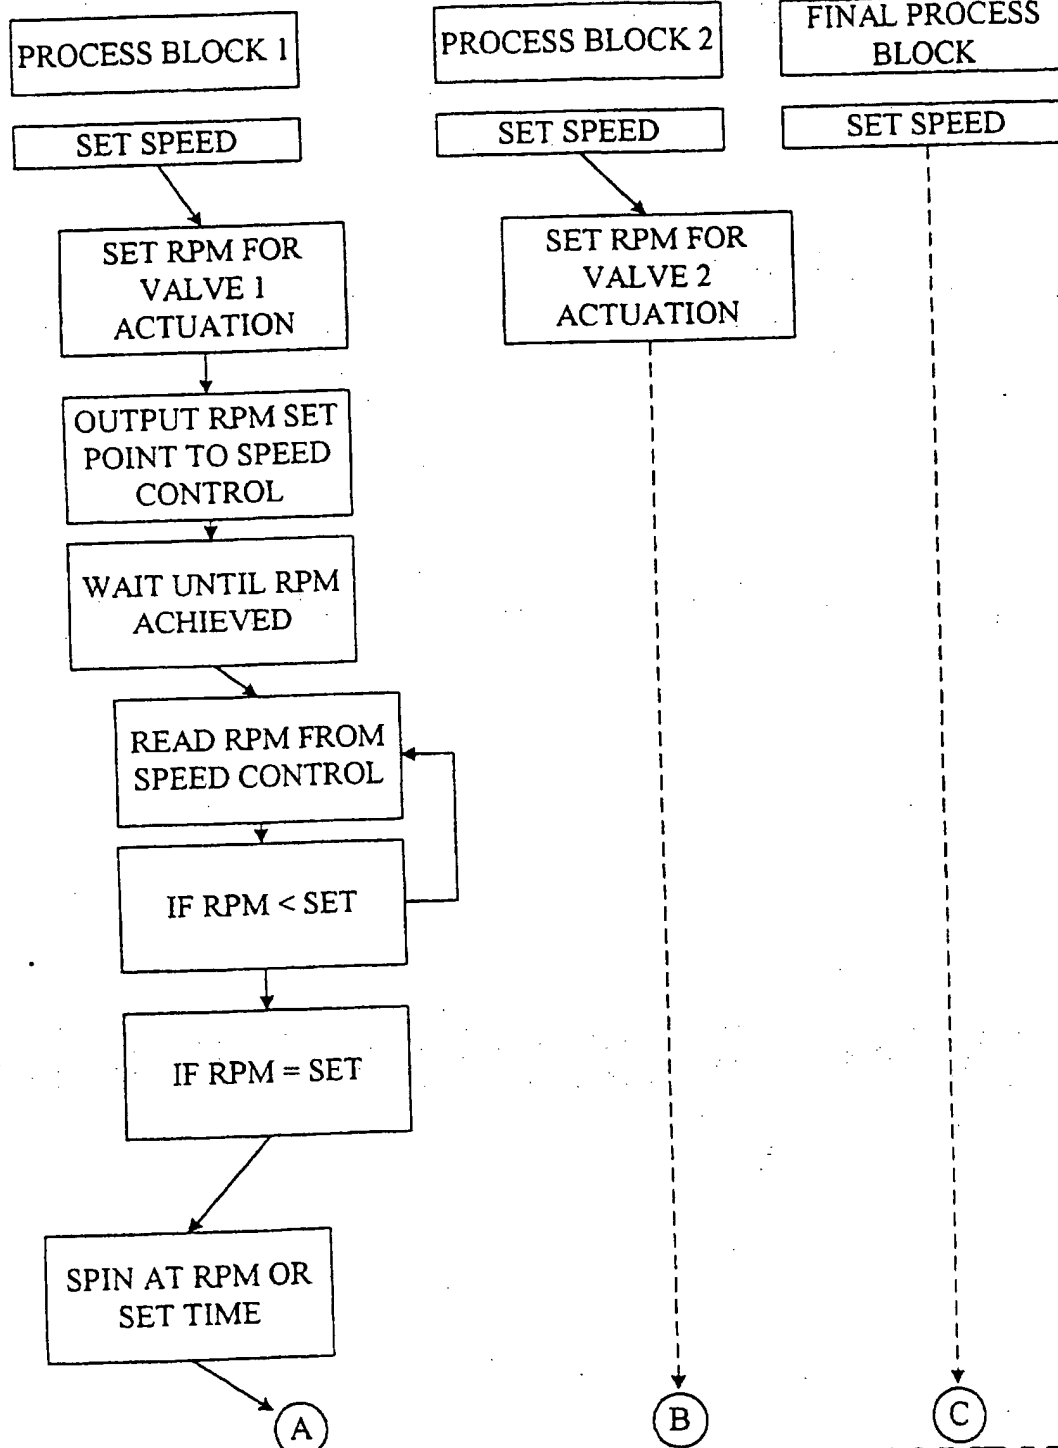 PROCESS BLOCK 1
SET SPEED
SET RPM FOR
VALVE 1
ACTUATION
OUTPUT RPM SET
POINT TO SPEED
CONTROL
WAIT UNTIL RPM
ACHIEVED
READ RPM FROM
SPEED CONTROL
IF RPM < SET
IF RPM = SET
SPIN AT RPM OR
SET TIME
A
PROCESS BLOCK 2
SET SPEED
SET RPM FOR
VALVE 2
ACTUATION
B
FINAL PROCESS
BLOCK
SET SPEED
C